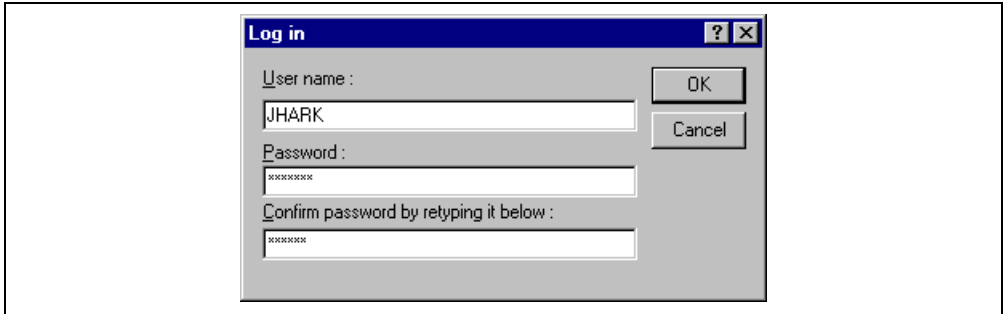 Log in
User name :
OK
JHARK
Cancel
Password :
*******
Confirm password by retyping it below :
******